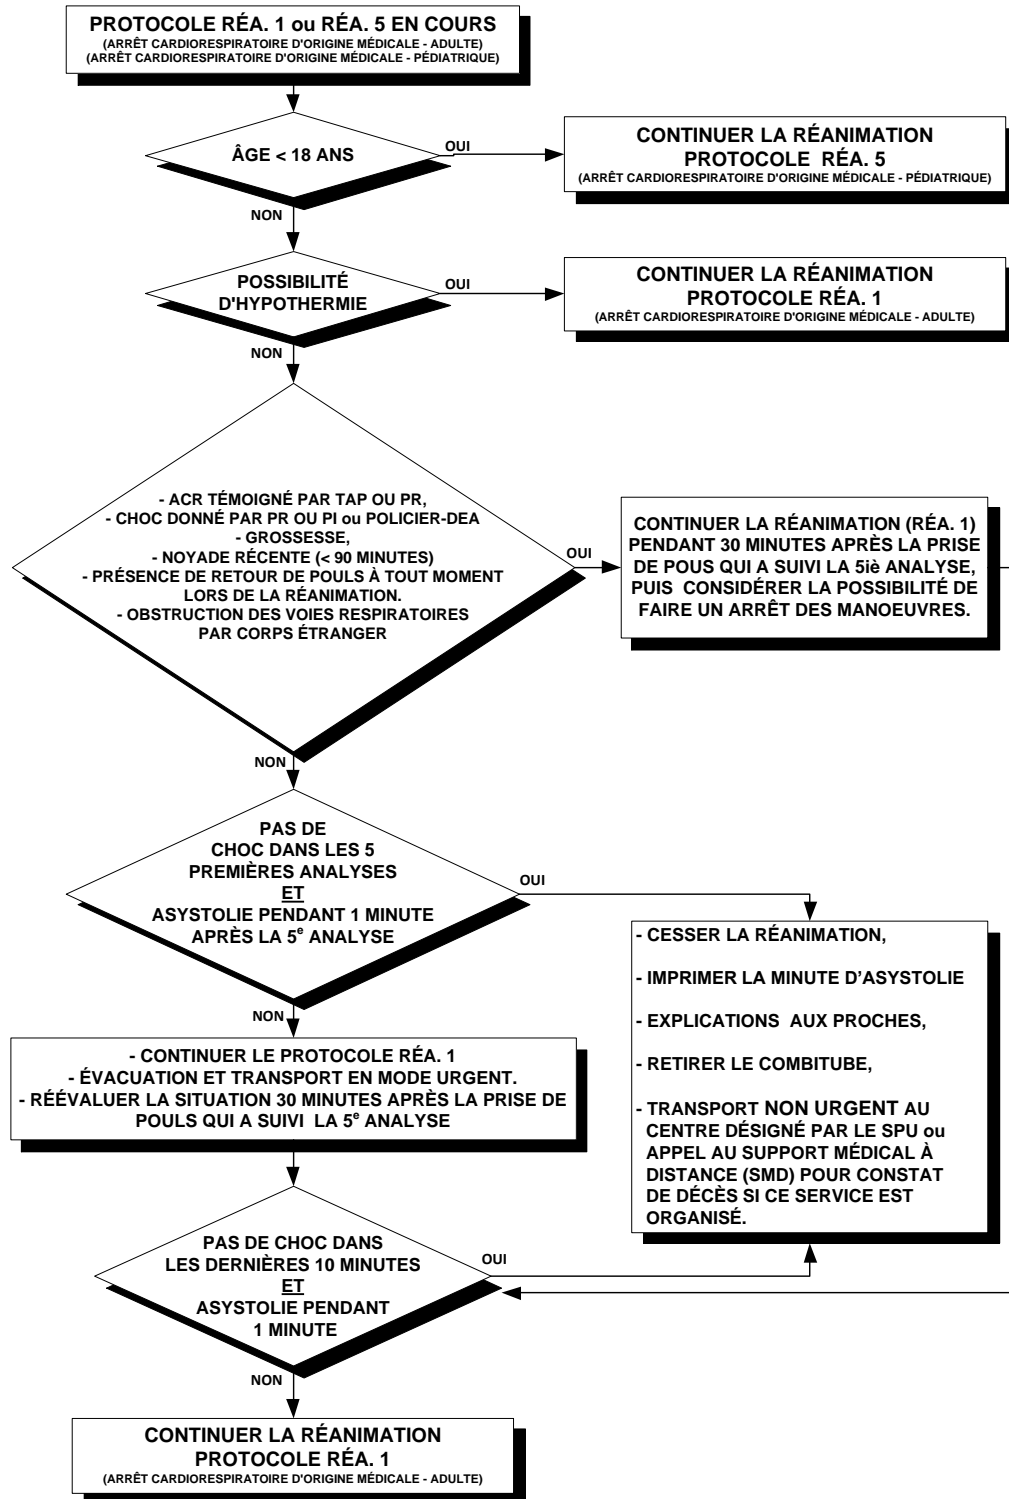 PROTOCOLE RÉA. 1 ou RÉA. 5 EN COURS
(ARRÊT CARDIORESPIRATOIRE D'ORIGINE MÉDICALE - ADULTE)
(ARRÊT CARDIORESPIRATOIRE D'ORIGINE MÉDICALE - PÉDIATRIQUE)
ÂGE < 18 ANS
OUI
CONTINUER LA RÉANIMATION
PROTOCOLE RÉA. 5
(ARRÊT CARDIORESPIRATOIRE D'ORIGINE MÉDICALE - PÉDIATRIQUE)
NON
POSSIBILITÉ
D'HYPOTHERMIE
OUI
CONTINUER LA RÉANIMATION
PROTOCOLE RÉA. 1
(ARRÊT CARDIORESPIRATOIRE D'ORIGINE MÉDICALE - ADULTE)
NON
- ACR TÉMOIGNÉ PAR TAP OU PR,
- CHOC DONNÉ PAR PR OU PI ou POLICIER-DEA
- GROSSESSE,
- NOYADE RÉCENTE (< 90 MINUTES)
- PRÉSENCE DE RETOUR DE POULS À TOUT MOMENT
LORS DE LA RÉANIMATION.
- OBSTRUCTION DES VOIES RESPIRATOIRES
PAR CORPS ÉTRANGER
OUI
CONTINUER LA RÉANIMATION (RÉA. 1)
PENDANT 30 MINUTES APRÈS LA PRISE
DE POUS QUI A SUIVI LA 5iè ANALYSE,
PUIS CONSIDÉRER LA POSSIBILITÉ DE
FAIRE UN ARRÊT DES MANOEUVRES.
NON
PAS DE
CHOC DANS LES 5
PREMIÈRES ANALYSES
ET
ASYSTOLIE PENDANT 1 MINUTE
APRÈS LA 5e ANALYSE
OUI
- CESSER LA RÉANIMATION,
- IMPRIMER LA MINUTE D’ASYSTOLIE
- EXPLICATIONS AUX PROCHES,
- RETIRER LE COMBITUBE,
- TRANSPORT NON URGENT AU
CENTRE DÉSIGNÉ PAR LE SPU ou
APPEL AU SUPPORT MÉDICAL À
DISTANCE (SMD) POUR CONSTAT
DE DÉCÈS SI CE SERVICE EST
ORGANISÉ.
NON
- CONTINUER LE PROTOCOLE RÉA. 1
- ÉVACUATION ET TRANSPORT EN MODE URGENT.
- RÉÉVALUER LA SITUATION 30 MINUTES APRÈS LA PRISE DE
POULS QUI A SUIVI LA 5e ANALYSE
PAS DE CHOC DANS
LES DERNIÈRES 10 MINUTES
ET
ASYSTOLIE PENDANT
1 MINUTE
OUI
NON
CONTINUER LA RÉANIMATION
PROTOCOLE RÉA. 1
(ARRÊT CARDIORESPIRATOIRE D'ORIGINE MÉDICALE - ADULTE)